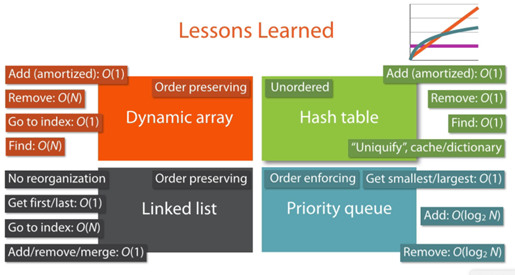 Lessons Learned
Add (amortized): O(1)
Remove: O(N)
Go to index: O(1)
Find: O(N)
Order preserving
Dynamic array
Unordered
Hash table
Add (amortized): O(1)
Remove: O(1)
Find: O(1)
"Uniquify", cache/dictionary
No reorganization
Get first/last: O(1)
Go to index: O(N)
Add/remove/merge: O(1)
Order preserving
Linked list
Order enforcing
Get smallest/largest: O(1)
Priority queue
Add: O(log₂ N)
Remove: O(log₂ N)